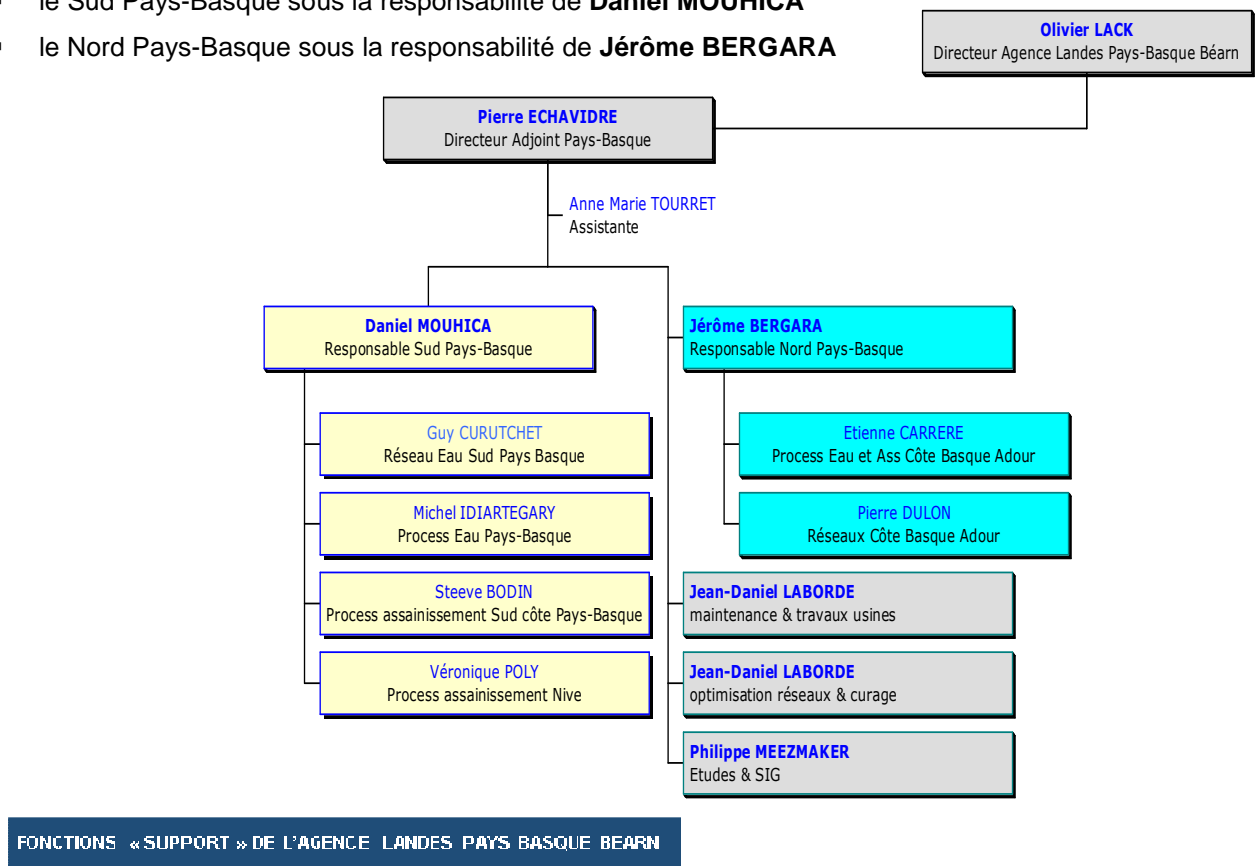 ▪ le Sud Pays-Basque sous la responsabilité de Daniel MOUHICA
▪ le Nord Pays-Basque sous la responsabilité de Jérôme BERGARA
Olivier LACK
Directeur Agence Landes Pays-Basque Béarn
Pierre ECHAVIDRE
Directeur Adjoint Pays-Basque
Anne Marie TOURRET
Assistante
Daniel MOUHICA
Responsable Sud Pays-Basque
Guy CURUTCHET
Réseau Eau Sud Pays Basque
Michel IDIARTEGARY
Process Eau Pays-Basque
Steeve BODIN
Process assainissement Sud côte Pays-Basque
Véronique POLY
Process assainissement Nive
Jérôme BERGARA
Responsable Nord Pays-Basque
Etienne CARRERE
Process Eau et Ass Côte Basque Adour
Pierre DULON
Réseaux Côte Basque Adour
Jean-Daniel LABORDE
maintenance & travaux usines
Jean-Daniel LABORDE
optimisation réseaux & curage
Philippe MEEZMAKER
Etudes & SIG
FONCTIONS « SUPPORT » DE L'AGENCE LANDES PAYS BASQUE BEARN